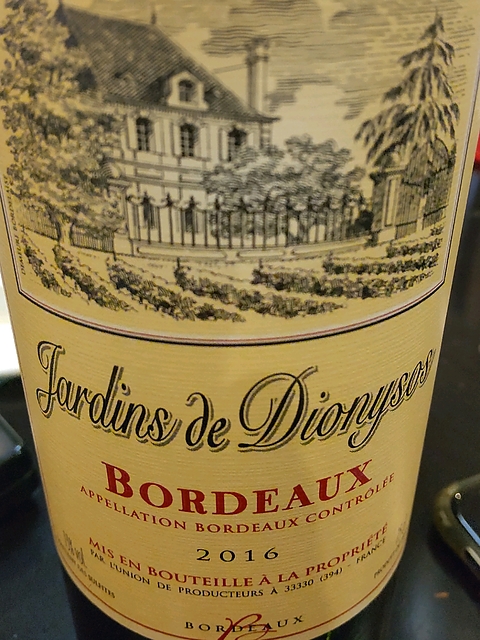 Jardins de Dionysos
BORDEAUX
APPELLATION BORDEAUX CONTRÔLÉE
2016
MIS EN BOUTEILLE À LA PROPRIÉTÉ
PAR L'UNION DE PRODUCTEURS À 33330 (394) - FRANCE
SULFITES
BORDEAUX